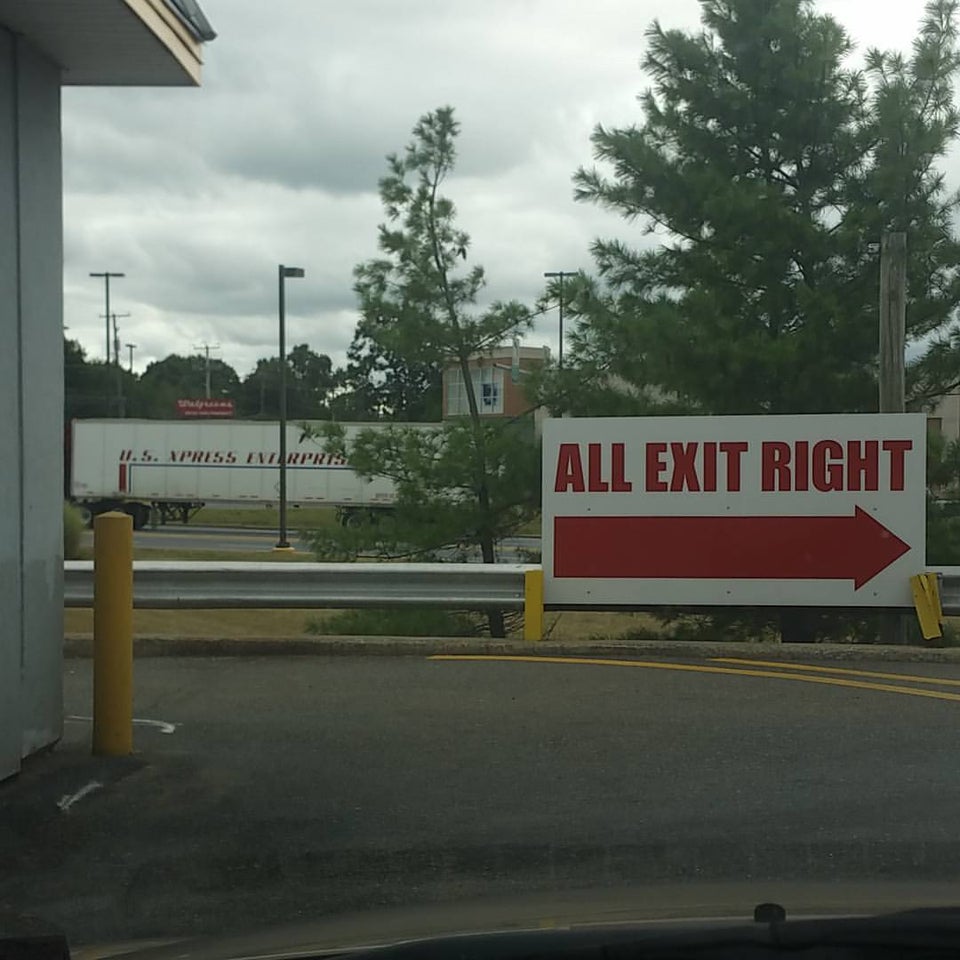 Walgreens
U.S. XPRESS ENTERPRIS
ALL EXIT RIGHT